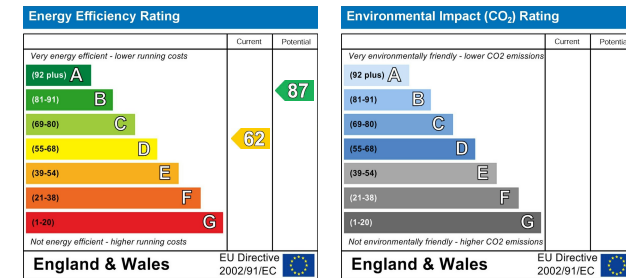 Energy Efficiency Rating
Current Potential
Very energy efficient - lower running costs
(92 plus) A
(81-91) B
87
(69-80) C
62
(55-68) D
(39-54) E
(21-38) F
(1-20) G
Not energy efficient - higher running costs
England & Wales
EU Directive
2002/91/EC
Environmental Impact (CO₂) Rating
Current Potential
Very environmentally friendly - lower CO2 emissions
(92 plus) A
(81-91) B
(69-80) C
(55-68) D
(39-54) E
(21-38) F
(1-20) G
Not environmentally friendly - higher CO2 emissions
England & Wales
EU Directive
2002/91/EC